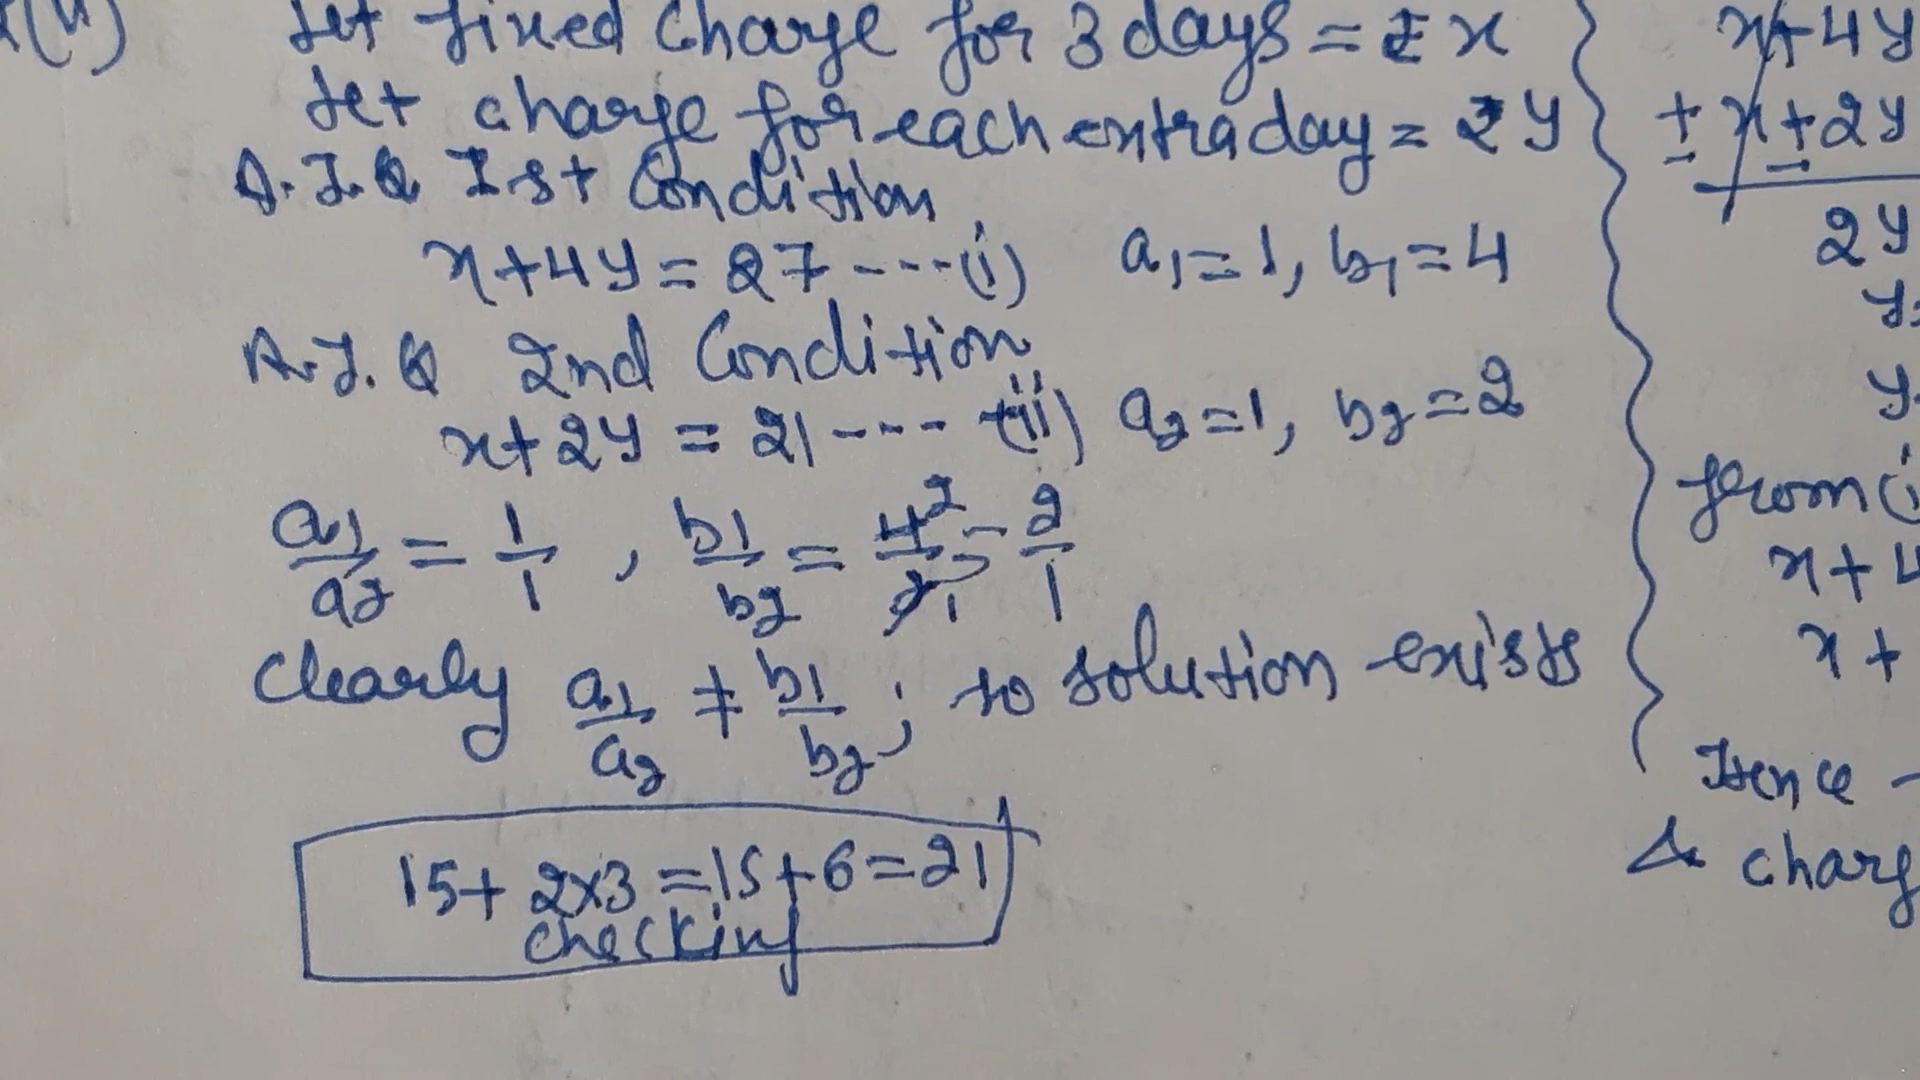 Let fixed charge for 3 days = ₹ x
Let charge for each extra day = ₹ y
A.T.Q Ist Condition
x+4y = 27 ----(i) a₁=1, b₁=4
A.T.Q 2nd Condition
x+2y = 21 ---- (ii) a₂=1, b₂=2
a₁/a₂ = 1/1 , b₁/b₂ = 4²/2₁ = 2/1
Clearly a₁/a₂ ≠ b₁/b₂ ; so solution exists
15+ 2×3 = 15+6 = 21
checking
x+4y
± x ± 2y
2y
y=
y=
from (i
x+4
x+
Hence
& charg